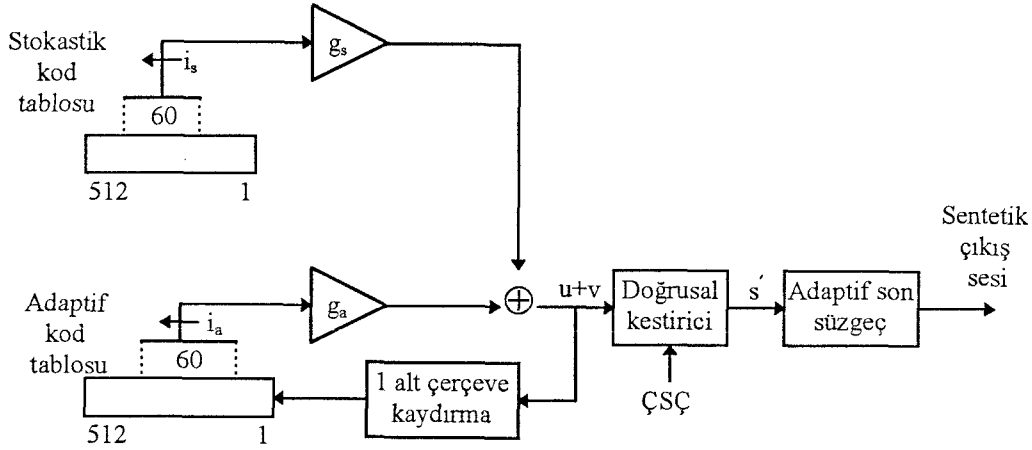 Stokastik
kod
tablosu
i_s
60
g_s
512 1
Adaptif
kod
tablosu
i_a
60
g_a
512 1
1 alt çerçeve
kaydırma
u+v
Doğrusal
kestirici
ÇSÇ
s´
Adaptif son
süzgeç
Sentetik
çıkış
sesi